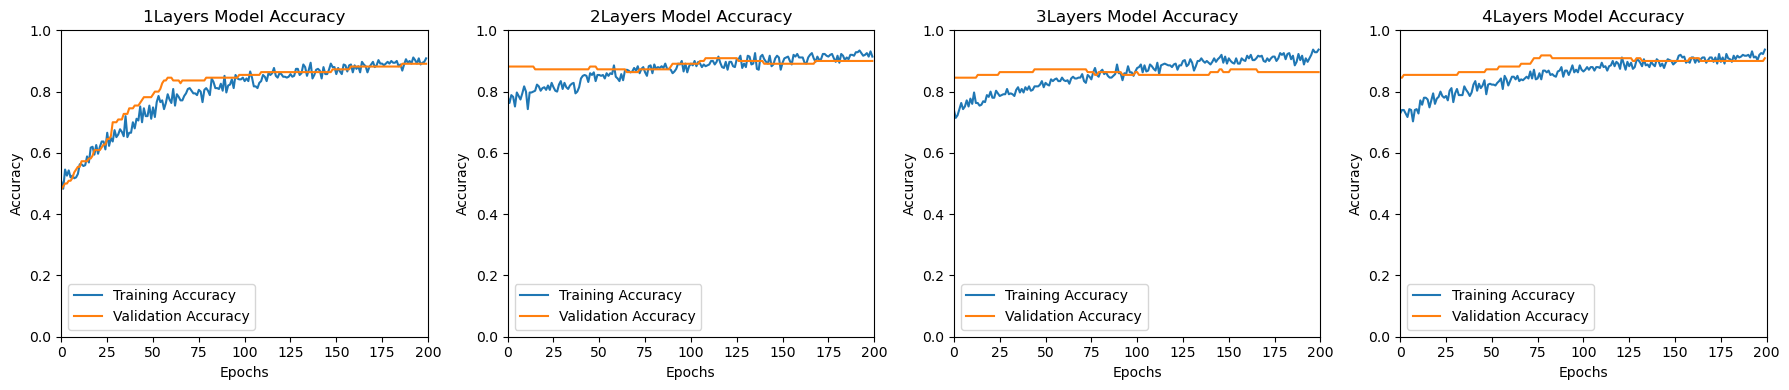 1Layers Model Accuracy
1.0
0.8
0.6
0.4
0.2
0.0
Accuracy
Training Accuracy
Validation Accuracy
0 25 50 75 100 125 150 175 200
Epochs
2Layers Model Accuracy
1.0
0.8
0.6
0.4
0.2
0.0
Accuracy
Training Accuracy
Validation Accuracy
0 25 50 75 100 125 150 175 200
Epochs
3Layers Model Accuracy
1.0
0.8
0.6
0.4
0.2
0.0
Accuracy
Training Accuracy
Validation Accuracy
0 25 50 75 100 125 150 175 200
Epochs
4Layers Model Accuracy
1.0
0.8
0.6
0.4
0.2
0.0
Accuracy
Training Accuracy
Validation Accuracy
0 25 50 75 100 125 150 175 200
Epochs